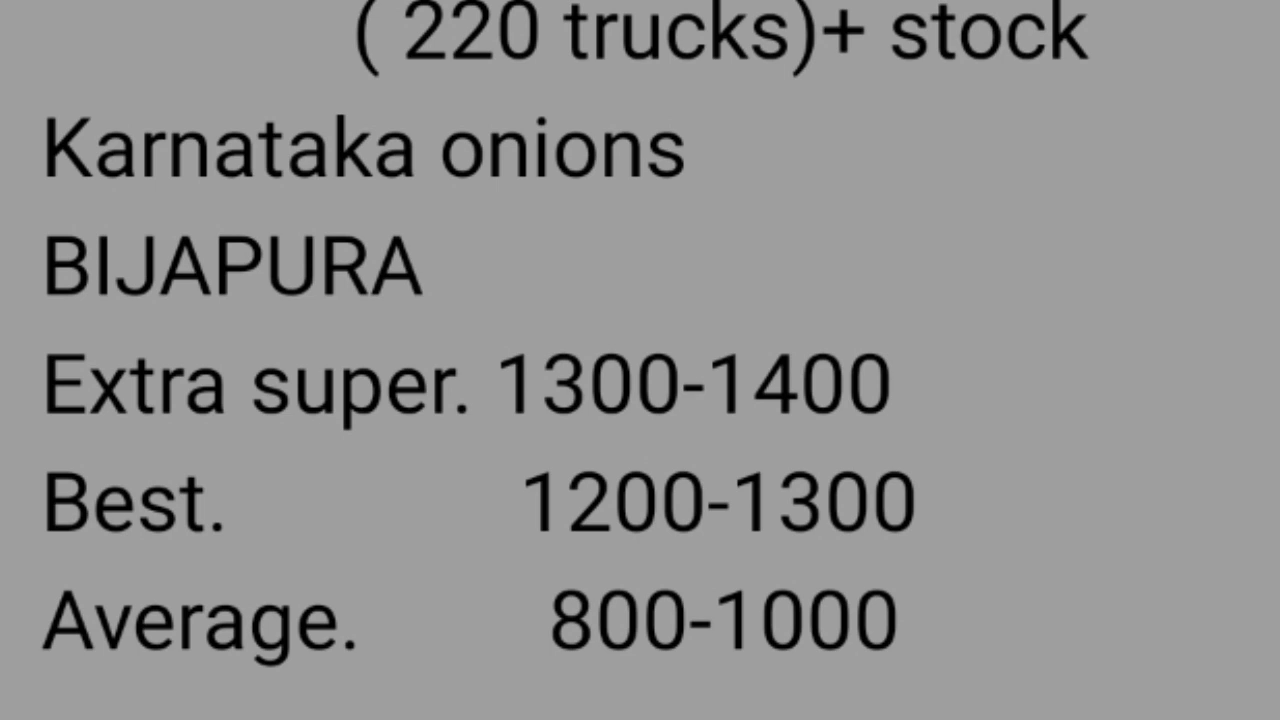 ( 220 trucks)+ stock
Karnataka onions
BIJAPURA
Extra super. 1300-1400
Best. 1200-1300
Average. 800-1000